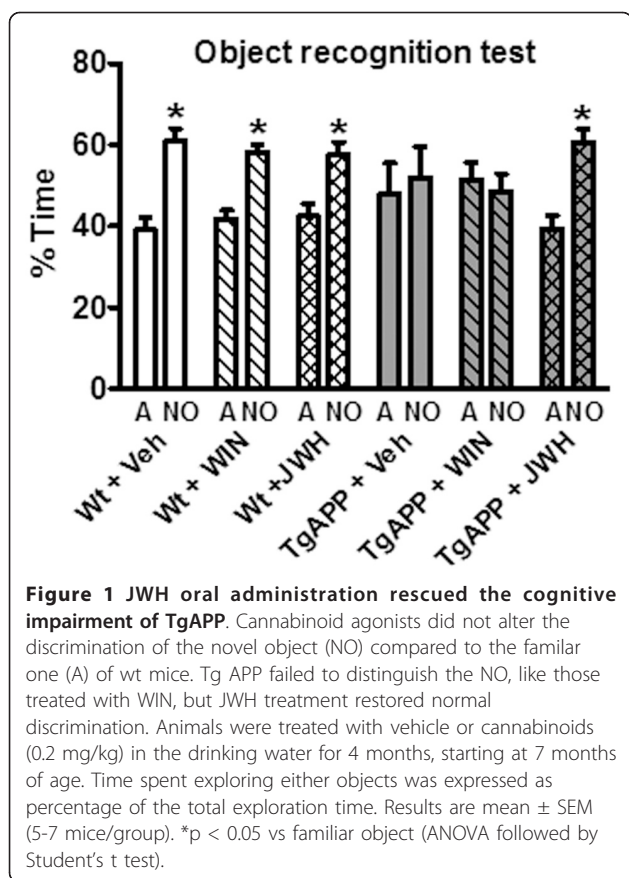 Object recognition test
80
60
40
20
0
% Time
* * * *
A NO A NO A NO A NO A NO A NO
Wt + Veh
Wt + WIN
Wt +JWH
TgAPP + Veh
TgAPP + WIN
TgAPP + JWH
Figure 1 JWH oral administration rescued the cognitive
impairment of TgAPP. Cannabinoid agonists did not alter the
discrimination of the novel object (NO) compared to the familar
one (A) of wt mice. Tg APP failed to distinguish the NO, like those
treated with WIN, but JWH treatment restored normal
discrimination. Animals were treated with vehicle or cannabinoids
(0.2 mg/kg) in the drinking water for 4 months, starting at 7 months
of age. Time spent exploring either objects was expressed as
percentage of the total exploration time. Results are mean ± SEM
(5-7 mice/group). *p < 0.05 vs familiar object (ANOVA followed by
Student's t test).